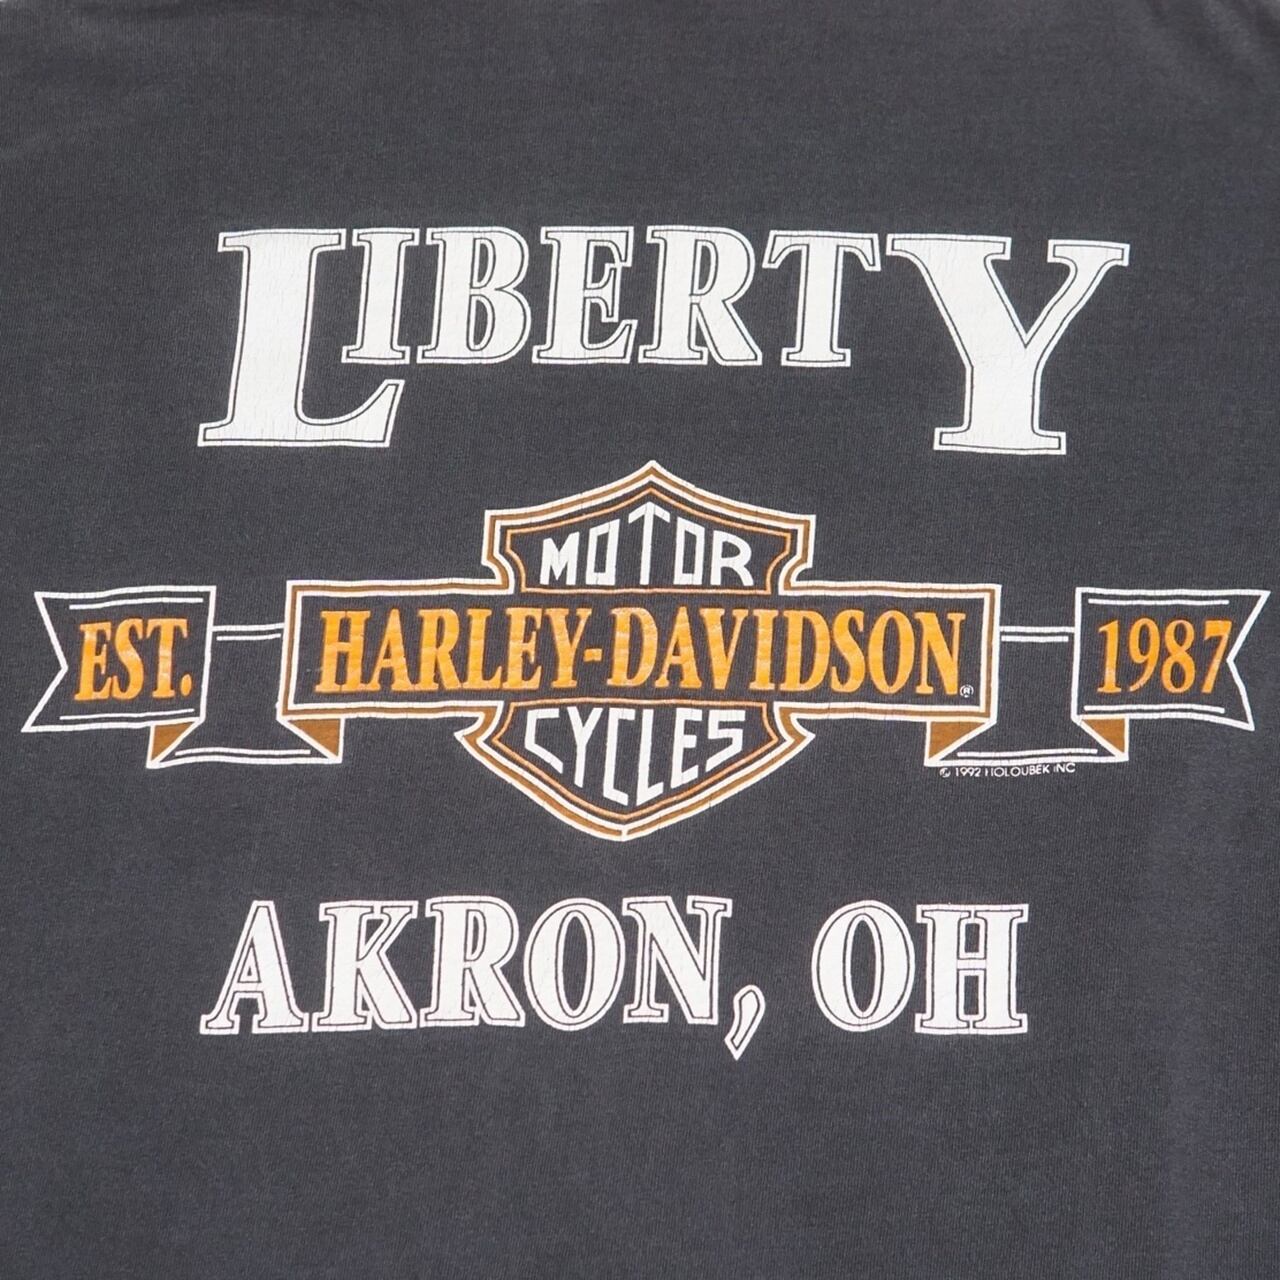 LIBERTY
MOTOR
EST. HARLEY-DAVIDSON® 1987
CYCLES
© 1992 HOLOUBEK INC
AKRON, OH